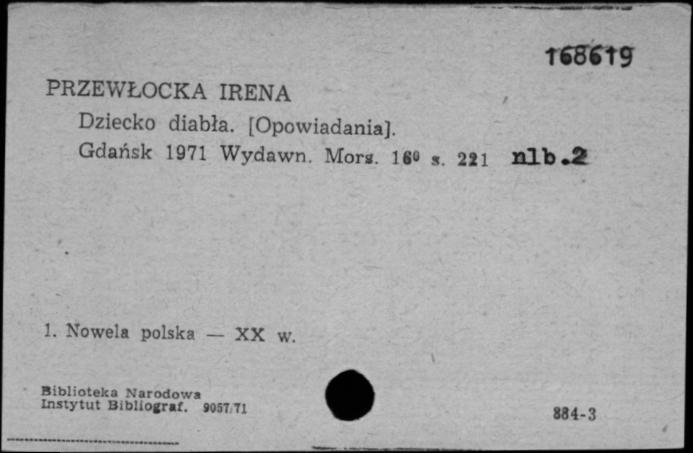 168619
PRZEWŁOCKA IRENA
Dziecko diabła. [Opowiadania].
Gdańsk 1971 Wydawn. Mors. 16⁰ s. 221 nlb.2
1. Nowela polska — XX w.
Biblioteka Narodowa
Instytut Bibliograf. 9057/71
884-3